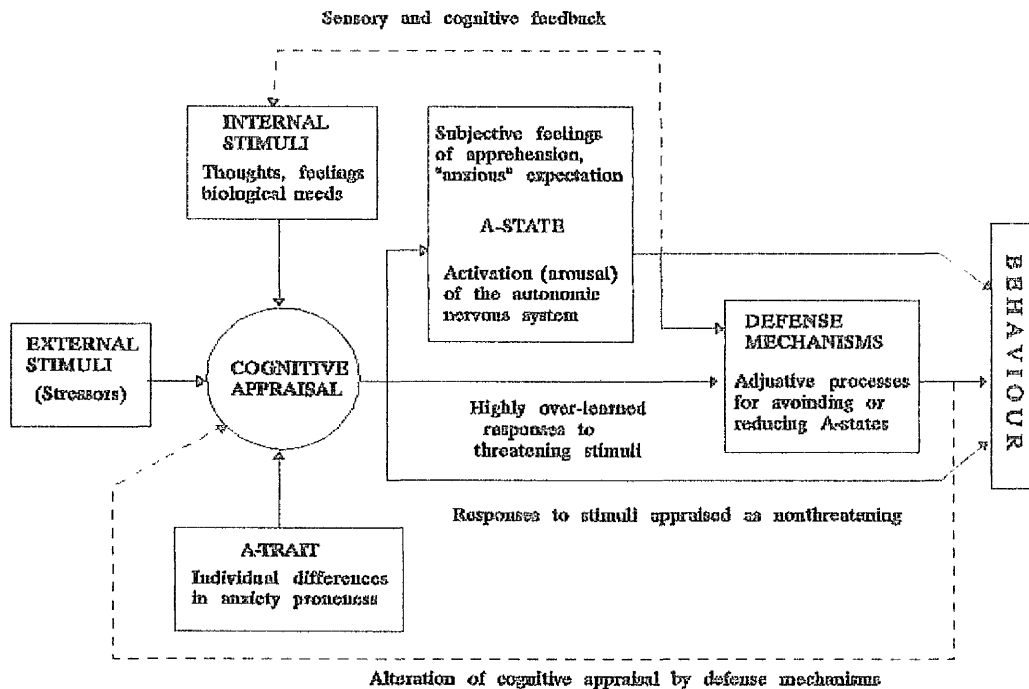 Sensory and cognitive feedback
INTERNAL
STIMULI
Thoughts, feelings
biological needs
Subjective feelings
of apprehension,
"anxious" expectation
A-STATE
Activation (arousal)
of the autonomic
nervous system
EXTERNAL
STIMULI
(Stressors)
COGNITIVE
APPRAISAL
DEFENSE
MECHANISMS
Adjuative processes
for avoinding or
reducing A-states
BEHAVIOUR
Highly over-learned
responses to
threatening stimuli
Responses to stimuli appraised as nonthreatening
A-TRAIT
Individual differences
in anxiety proneness
Alteration of cognitive appraisal by defense mechanisms